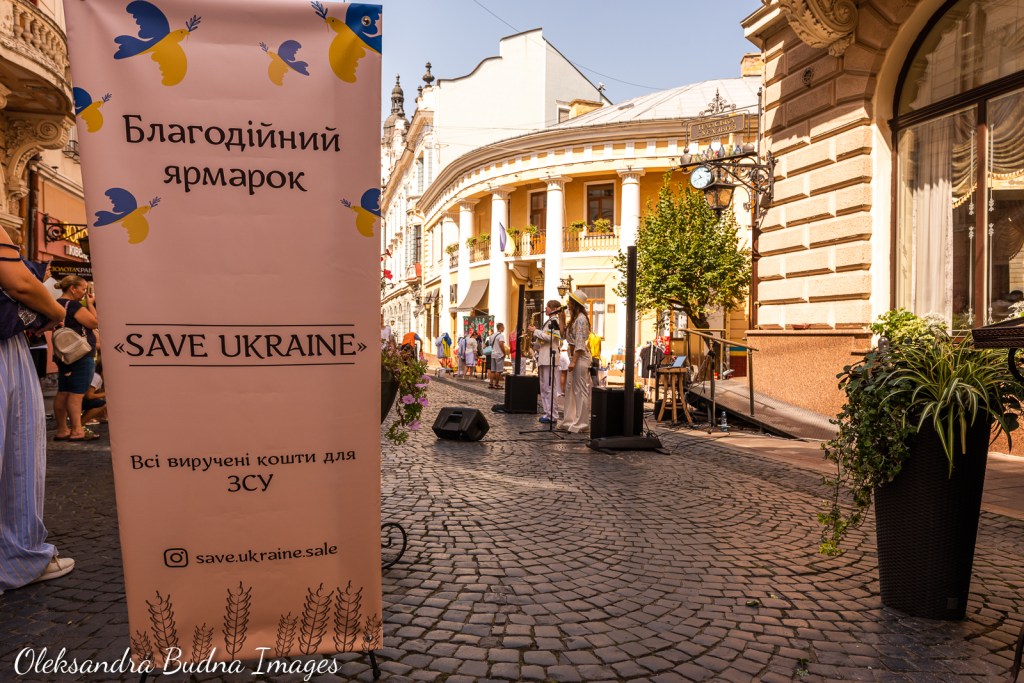 Благодійний
ярмарок
«SAVE UKRAINE»
Всі виручені кошти для
ЗСУ
save.ukraine.sale
Oleksandra Budna Images